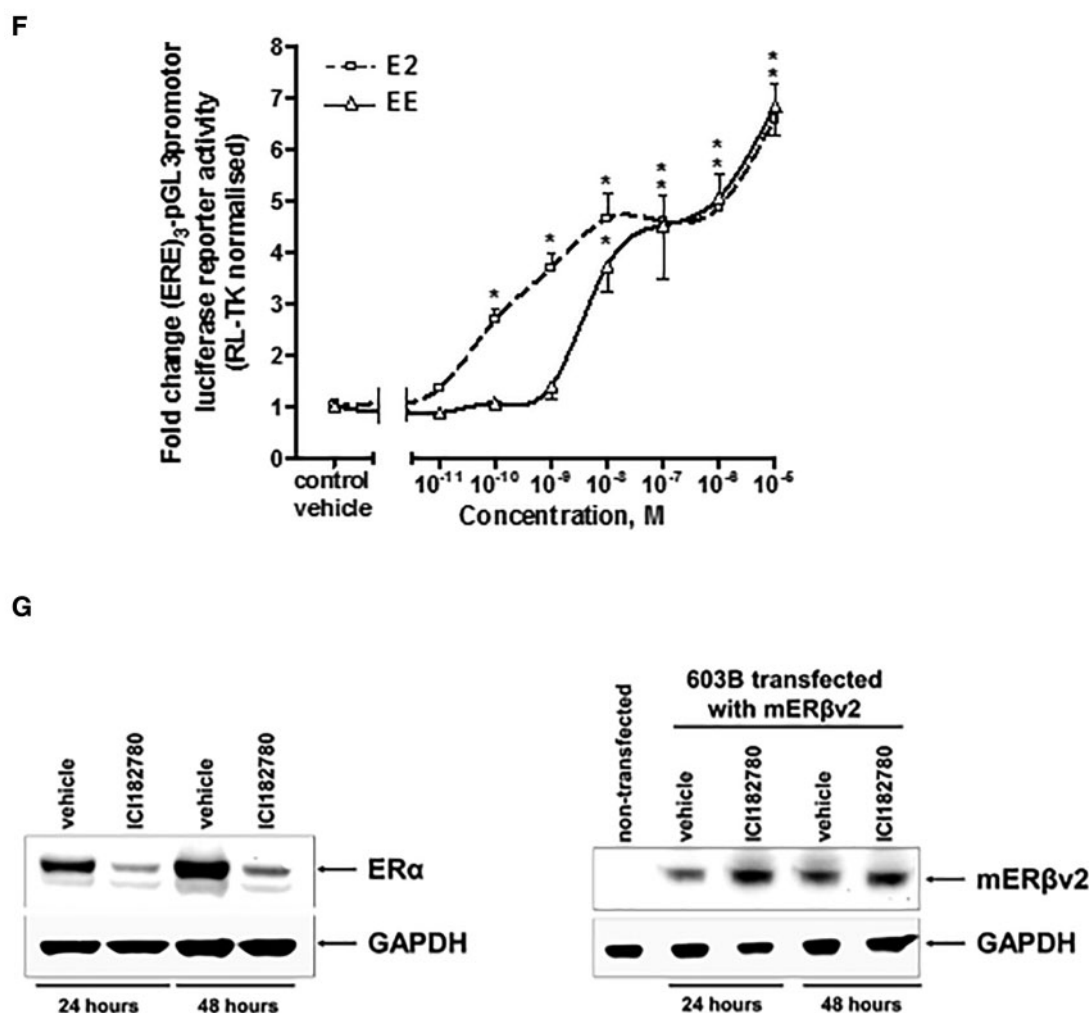 F
Fold change (ERE)3-pGL3promotor
luciferase reporter activity
(RL-TK normalised)
8
7
6
5
4
3
2
1
0
E2
EE
*
*
*
*
*
*
*
*
*
*
*
control
vehicle
10-11
10-10
10-9
10-8
10-7
10-6
10-5
Concentration, M
G
vehicle
ICI182780
vehicle
ICI182780
ERα
GAPDH
24 hours
48 hours
603B transfected
with mERβv2
non-transfected
vehicle
ICI182780
vehicle
ICI182780
mERβv2
GAPDH
24 hours
48 hours